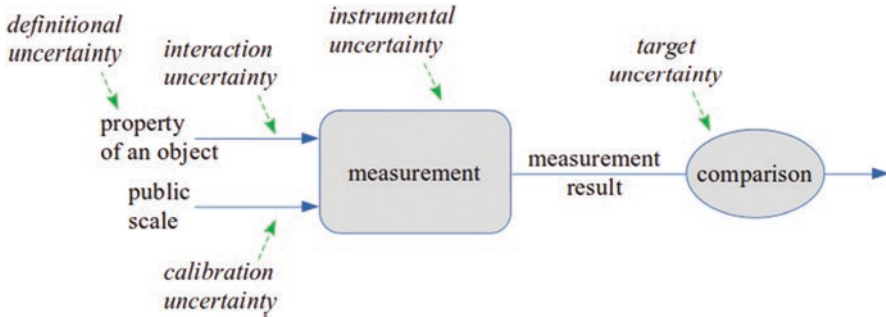 definitional
uncertainty
interaction
uncertainty
instrumental
uncertainty
target
uncertainty
property
of an object
measurement
measurement
result
comparison
public
scale
calibration
uncertainty